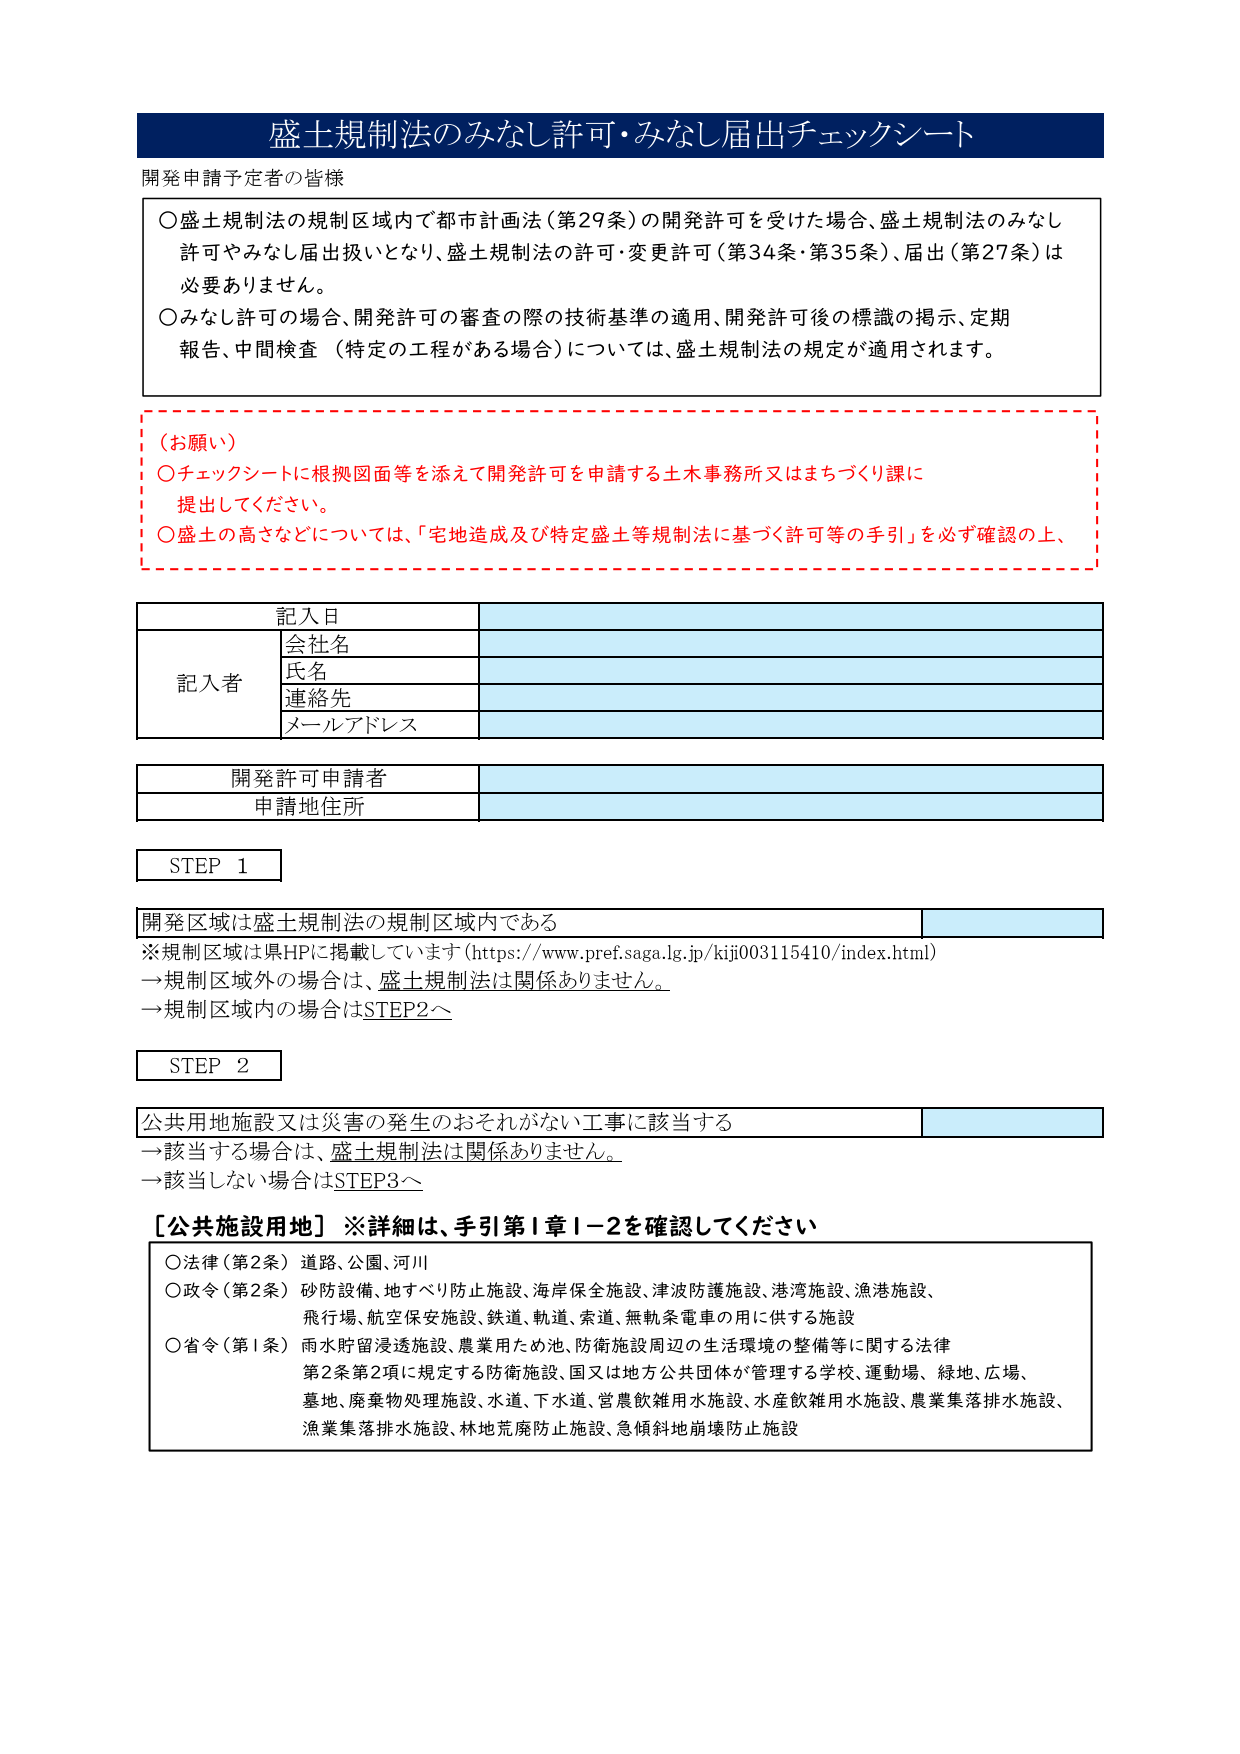 盛土規制法のみなし許可・みなし届出チェックシート
開発申請予定者の皆様
〇盛土規制法の規制区域内で都市計画法（第29条）の開発許可を受けた場合、盛土規制法のみなし
許可やみなし届出扱いとなり、盛土規制法の許可・変更許可（第34条・第35条）、届出（第27条）は
必要ありません。
〇みなし許可の場合、開発許可の審査の際の技術基準の適用、開発許可後の標識の掲示、定期
報告、中間検査　（特定の工程がある場合）については、盛土規制法の規定が適用されます。
（お願い）
〇チェックシートに根拠図面等を添えて開発許可を申請する土木事務所又はまちづくり課に
提出してください。
〇盛土の高さなどについては、「宅地造成及び特定盛土等規制法に基づく許可等の手引」を必ず確認の上、
記入日
記入者
会社名
氏名
連絡先
メールアドレス
開発許可申請者
申請地住所
STEP 1
開発区域は盛土規制法の規制区域内である
※規制区域は県HPに掲載しています（https://www.pref.saga.lg.jp/kiji003115410/index.html）
→規制区域外の場合は、盛土規制法は関係ありません。
→規制区域内の場合はSTEP2へ
STEP 2
公共用地施設又は災害の発生のおそれがない工事に該当する
→該当する場合は、盛土規制法は関係ありません。
→該当しない場合はSTEP3へ
［公共施設用地］ ※詳細は、手引第1章1－2を確認してください
〇法律（第2条） 道路、公園、河川
〇政令（第2条） 砂防設備、地すべり防止施設、海岸保全施設、津波防護施設、港湾施設、漁港施設、
飛行場、航空保安施設、鉄道、軌道、索道、無軌条電車の用に供する施設
〇省令（第1条） 雨水貯留浸透施設、農業用ため池、防衛施設周辺の生活環境の整備等に関する法律
第2条第2項に規定する防衛施設、国又は地方公共団体が管理する学校、運動場、緑地、広場、
墓地、廃棄物処理施設、水道、下水道、営農飲雑用水施設、水産飲雑用水施設、農業集落排水施設、
漁業集落排水施設、林地荒廃防止施設、急傾斜地崩壊防止施設